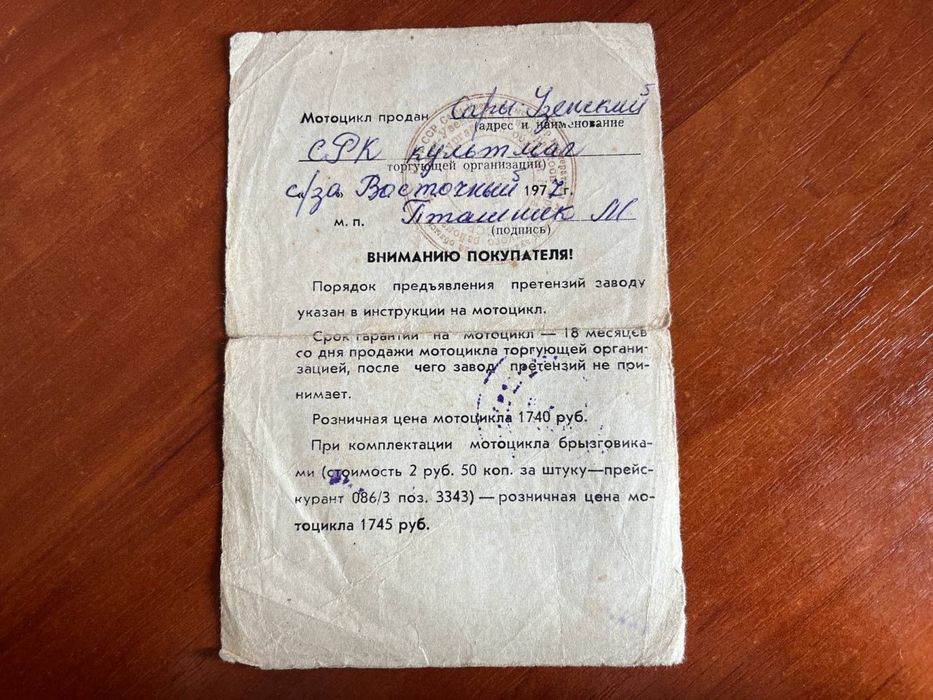 Мотоцикл продан Сары-Узенский
(адрес и наименование
СРК культмаг
торгующей организации)
с/за „Восточный“ 1977 г.
м. п. Пташник М
(подпись)
ВНИМАНИЮ ПОКУПАТЕЛЯ!
Порядок предъявления претензий заводу
указан в инструкции на мотоцикл.
Срок гарантии на мотоцикл — 18 месяцев
со дня продажи мотоцикла торгующей органи-
зацией, после чего завод претензий не при-
нимает.
Розничная цена мотоцикла 1740 руб.
При комплектации мотоцикла брызговика-
ми (стоимость 2 руб. 50 коп. за штуку—прейс-
курант 086/3 поз. 3343) — розничная цена мо-
тоцикла 1745 руб.